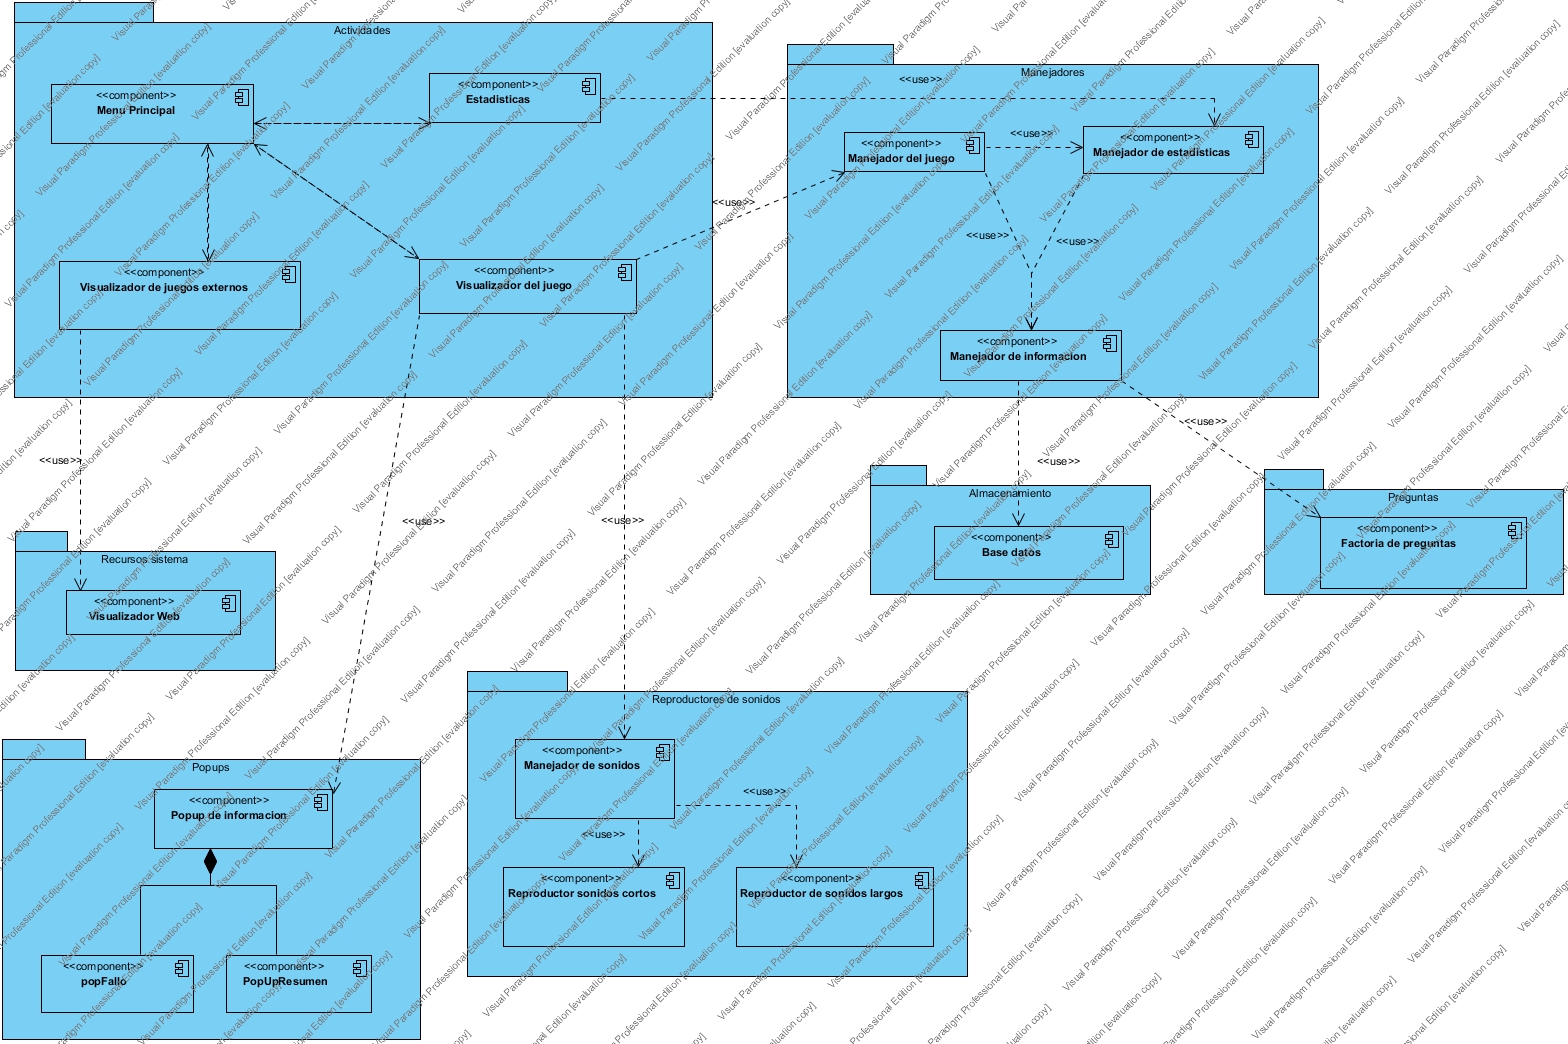 Actividades
<<component>>
Menu Principal
<<component>>
Estadisticas
<<component>>
Visualizador de juegos externos
<<component>>
Visualizador del juego
<<use>>
Manejadores
<<use>>
<<component>>
Manejador del juego
<<use>>
<<component>>
Manejador de estadisticas
<<use>>
<<use>>
<<component>>
Manejador de informacion
<<use>>
<<use>>
<<use>>
<<use>>
<<use>>
Almacenamiento
<<component>>
Base datos
Preguntas
<<component>>
Factoria de preguntas
Recursos sistema
<<component>>
Visualizador Web
Reproductores de sonidos
<<component>>
Manejador de sonidos
<<use>>
<<use>>
<<component>>
Reproductor sonidos cortos
<<component>>
Reproductor de sonidos largos
Popups
<<component>>
Popup de informacion
<<component>>
popFallo
<<component>>
PopUpResumen
Visual Paradigm Professional Edition [evaluation copy]